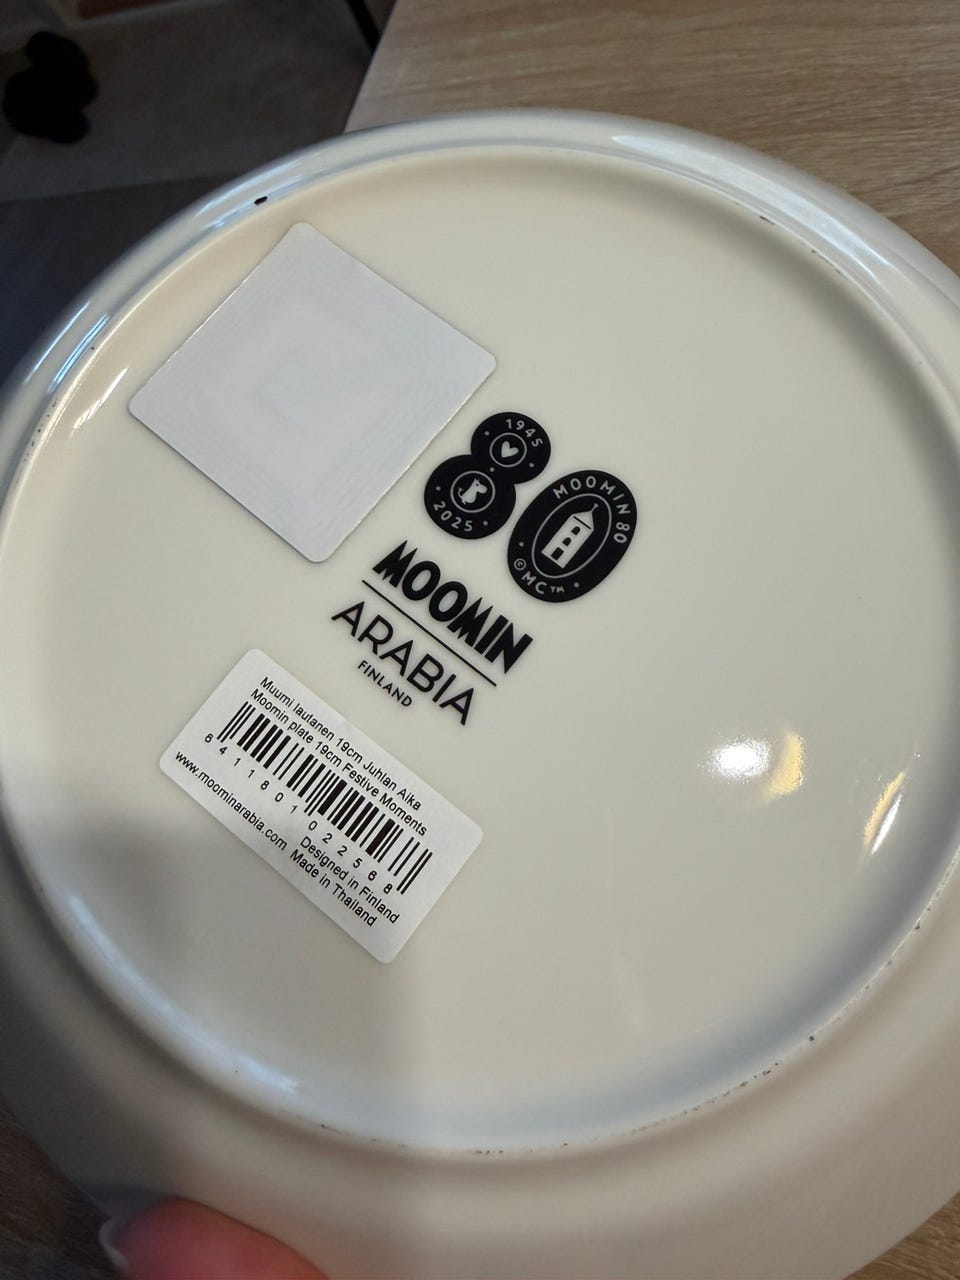 1945
2025
MOOMIN 80
©MC™
MOOMIN
ARABIA
FINLAND
Muumi lautanen 19cm Juhlan Aika
Moomin plate 19cm Festive Moments
6 411801 022568
Designed in Finland
www.moominarabia.com Made in Thailand